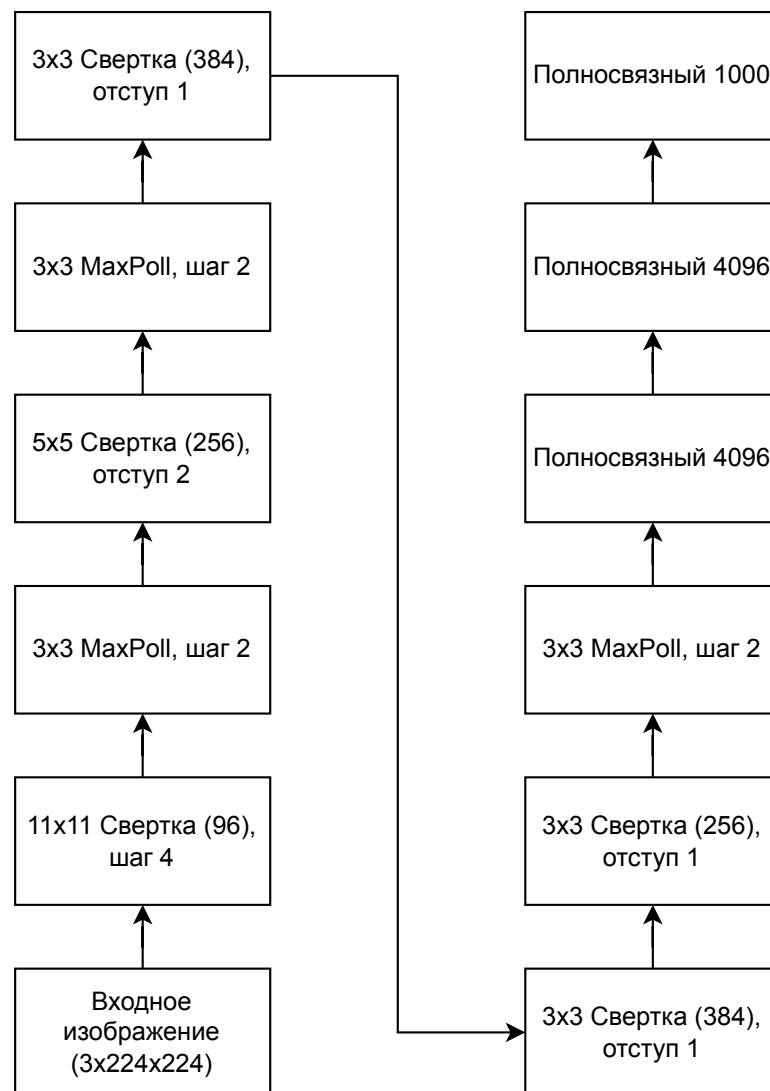 3x3 Свертка (384),
отступ 1
3x3 MaxPoll, шаг 2
5x5 Свертка (256),
отступ 2
3x3 MaxPoll, шаг 2
11x11 Свертка (96),
шаг 4
Входное
изображение
(3x224x224)
Полносвязный 1000
Полносвязный 4096
Полносвязный 4096
3x3 MaxPoll, шаг 2
3x3 Свертка (256),
отступ 1
3x3 Свертка (384),
отступ 1